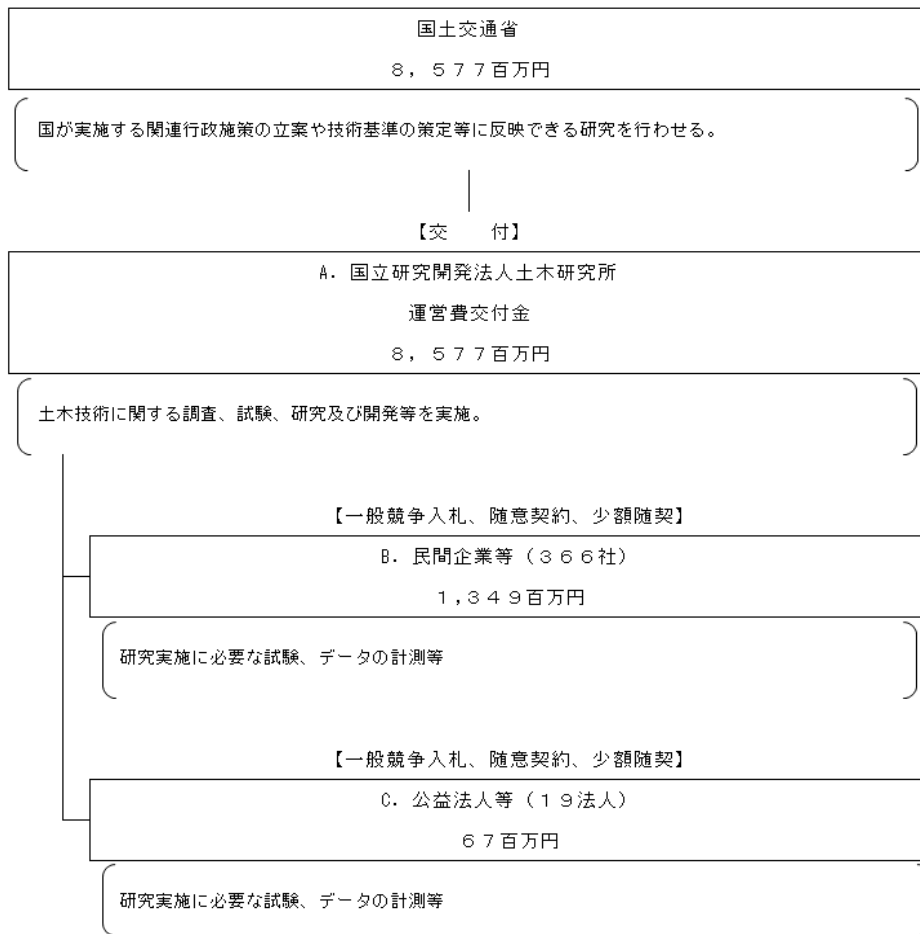 国土交通省
８，５７７百万円
国が実施する関連行政施策の立案や技術基準の策定等に反映できる研究を行わせる。
【交　　付】
A．国立研究開発法人土木研究所
運営費交付金
８，５７７百万円
土木技術に関する調査、試験、研究及び開発等を実施。
【一般競争入札、随意契約、少額随契】
B．民間企業等（３６６社）
１,３４９百万円
研究実施に必要な試験、データの計測等
【一般競争入札、随意契約、少額随契】
C．公益法人等（１９法人）
６７百万円
研究実施に必要な試験、データの計測等